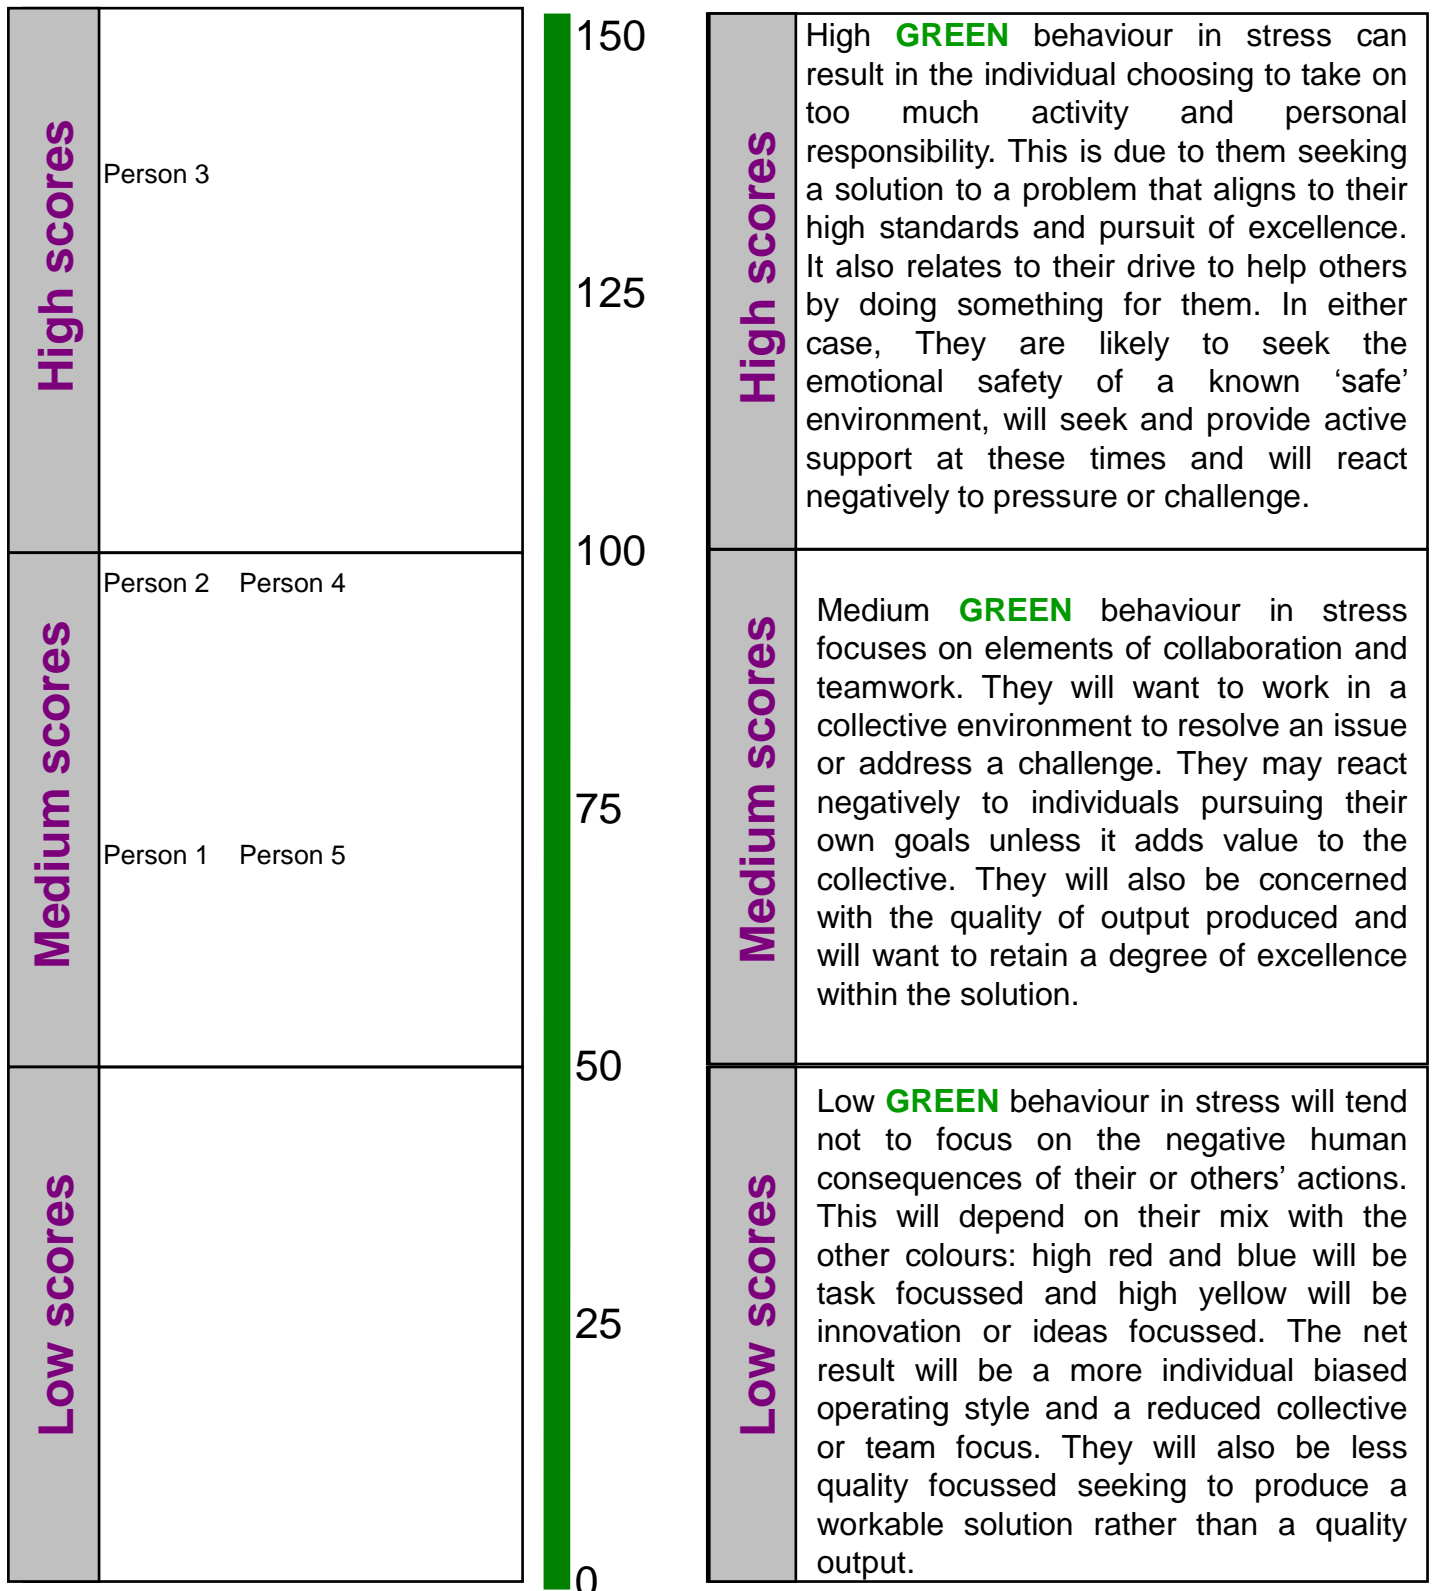 High scores
Person 3
Medium scores
Person 2 Person 4
Person 1 Person 5
Low scores
150
125
100
75
50
25
0
High scores
High GREEN behaviour in stress can
result in the individual choosing to take on
too much activity and personal
responsibility. This is due to them seeking
a solution to a problem that aligns to their
high standards and pursuit of excellence.
It also relates to their drive to help others
by doing something for them. In either
case, They are likely to seek the
emotional safety of a known ‘safe’
environment, will seek and provide active
support at these times and will react
negatively to pressure or challenge.
Medium scores
Medium GREEN behaviour in stress
focuses on elements of collaboration and
teamwork. They will want to work in a
collective environment to resolve an issue
or address a challenge. They may react
negatively to individuals pursuing their
own goals unless it adds value to the
collective. They will also be concerned
with the quality of output produced and
will want to retain a degree of excellence
within the solution.
Low scores
Low GREEN behaviour in stress will tend
not to focus on the negative human
consequences of their or others’ actions.
This will depend on their mix with the
other colours: high red and blue will be
task focussed and high yellow will be
innovation or ideas focussed. The net
result will be a more individual biased
operating style and a reduced collective
or team focus. They will also be less
quality focussed seeking to produce a
workable solution rather than a quality
output.